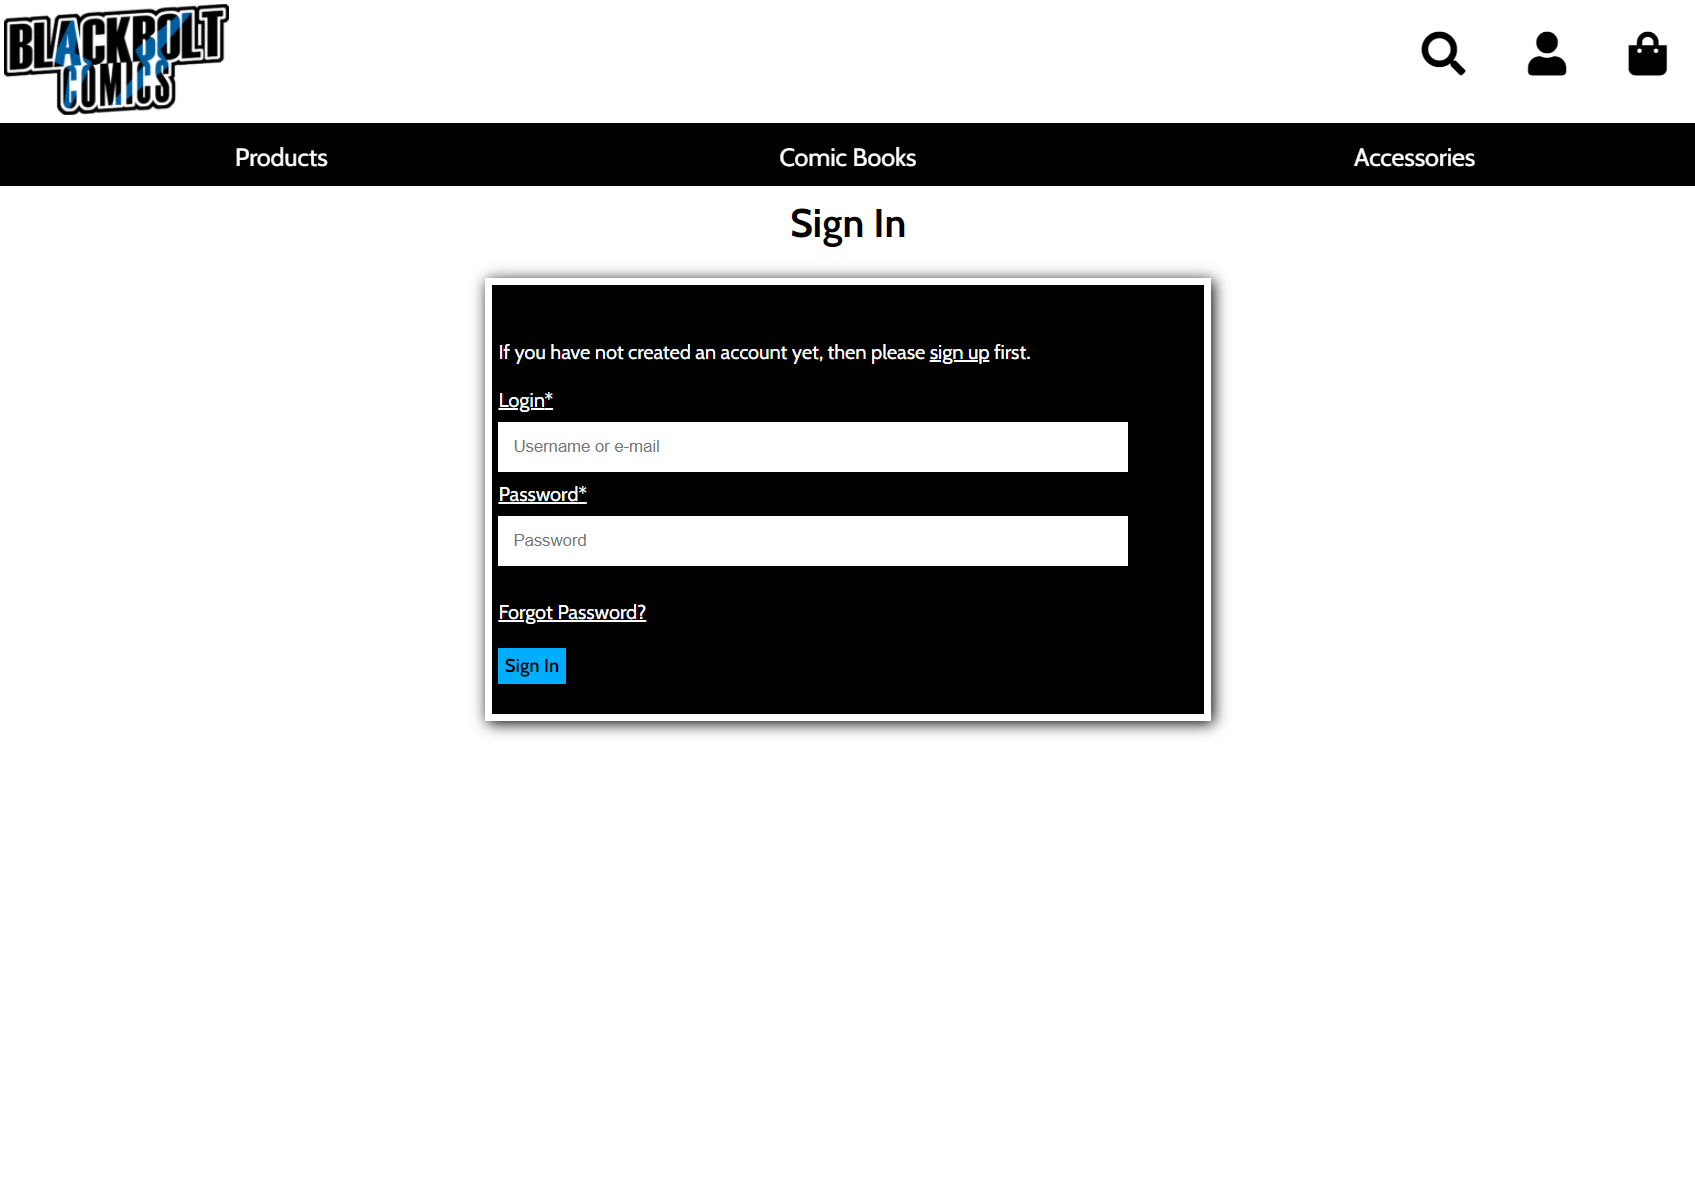 BLACKBOLT
COMICS
Products
Comic Books
Accessories
Sign In
If you have not created an account yet, then please sign up first.
Login*
Username or e-mail
Password*
Password
Forgot Password?
Sign In